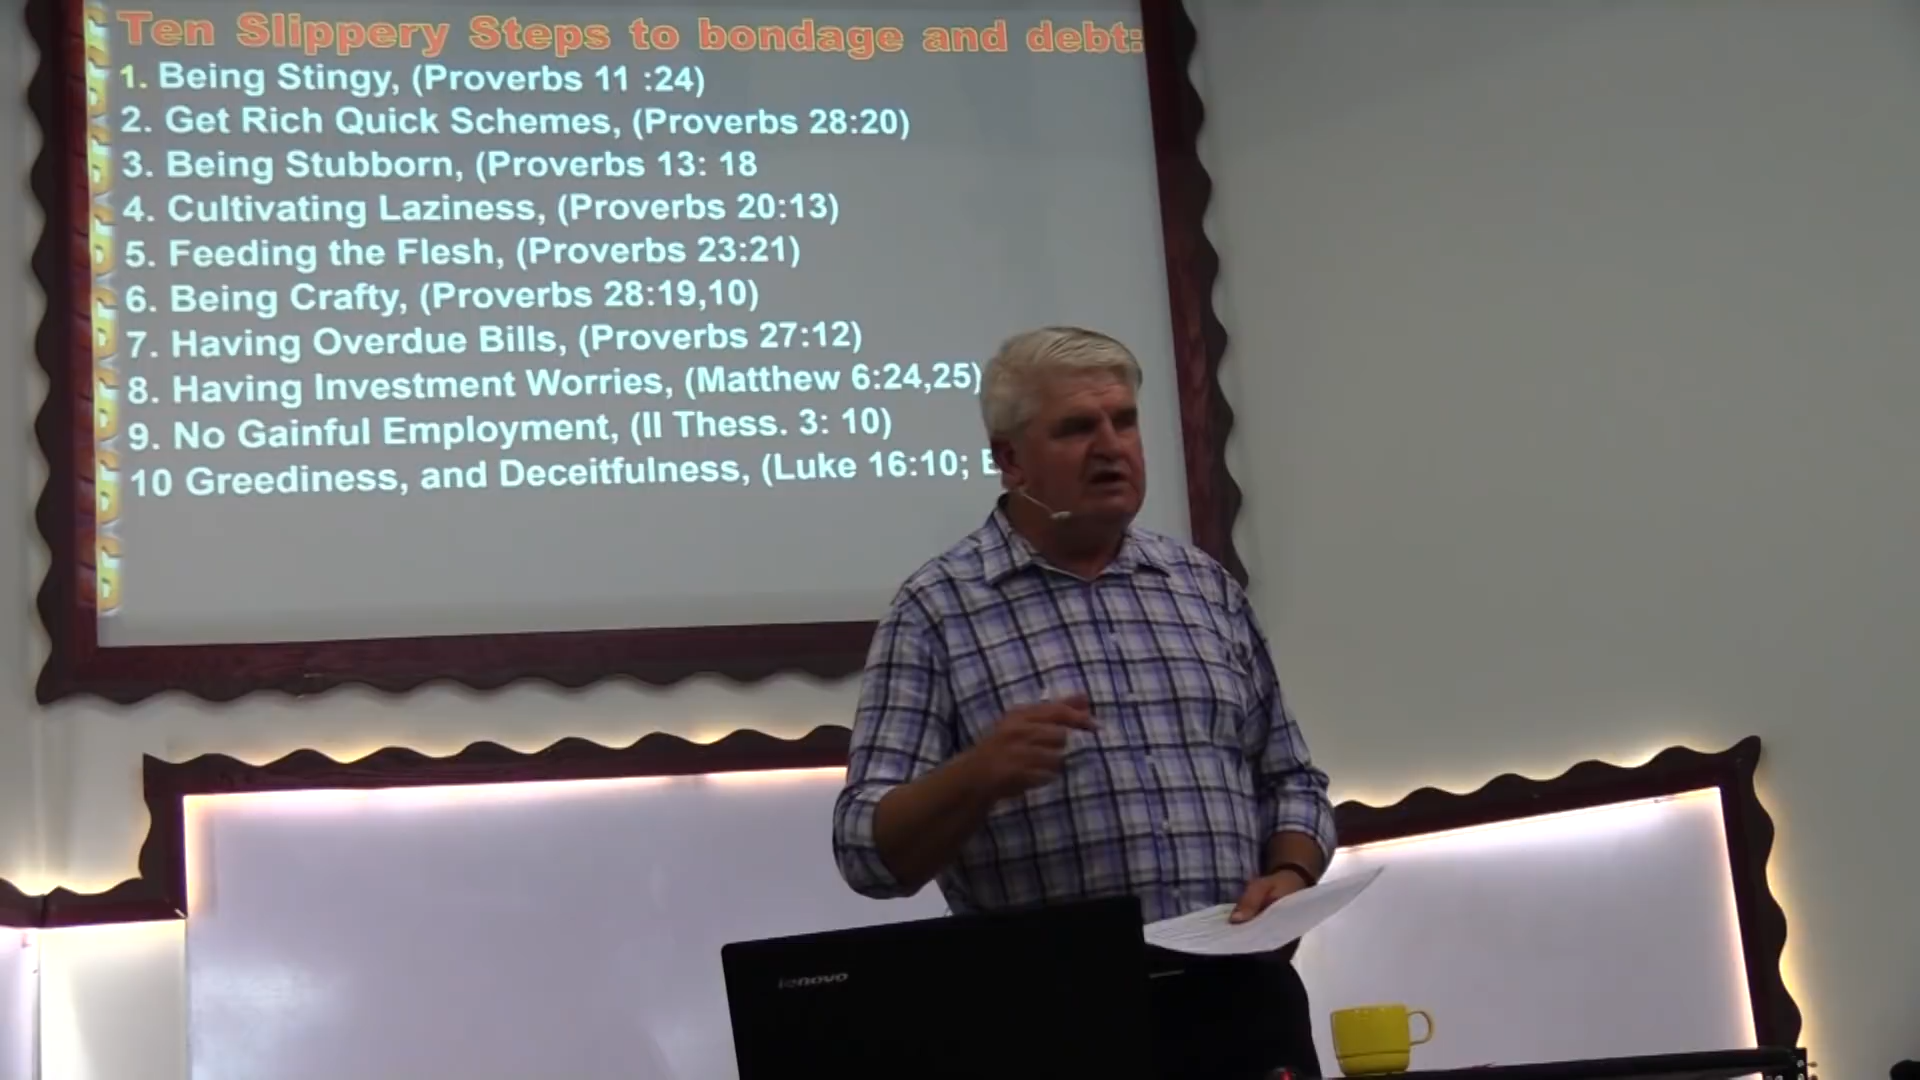 Ten Slippery Steps to bondage and debt:
1. Being Stingy, (Proverbs 11 :24)
2. Get Rich Quick Schemes, (Proverbs 28:20)
3. Being Stubborn, (Proverbs 13: 18
4. Cultivating Laziness, (Proverbs 20:13)
5. Feeding the Flesh, (Proverbs 23:21)
6. Being Crafty, (Proverbs 28:19,10)
7. Having Overdue Bills, (Proverbs 27:12)
8. Having Investment Worries, (Matthew 6:24,25)
9. No Gainful Employment, (II Thess. 3: 10)
10 Greediness, and Deceitfulness, (Luke 16:10;
lenovo